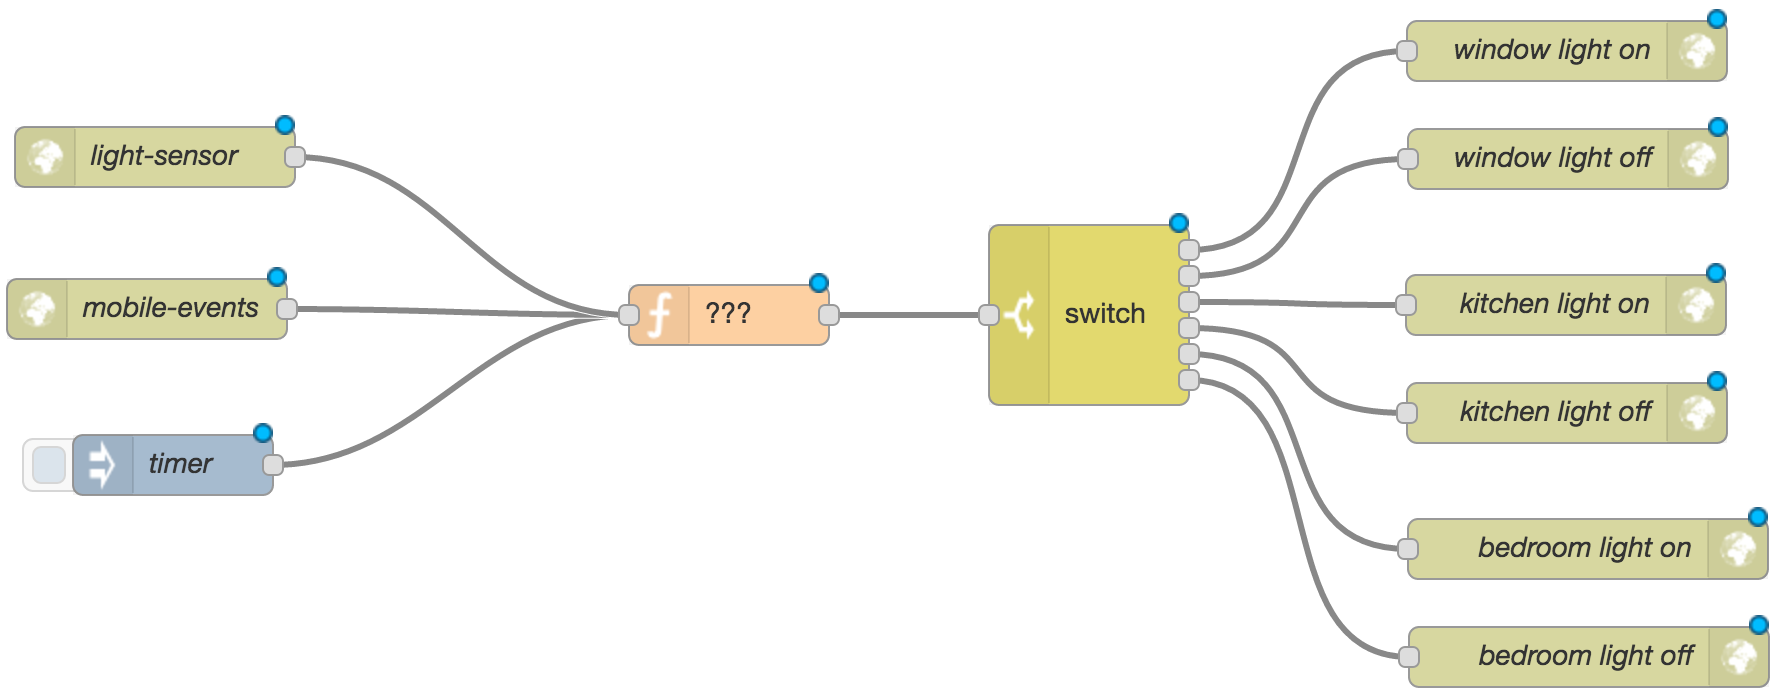 light-sensor
mobile-events
timer
???
switch
window light on
window light off
kitchen light on
kitchen light off
bedroom light on
bedroom light off